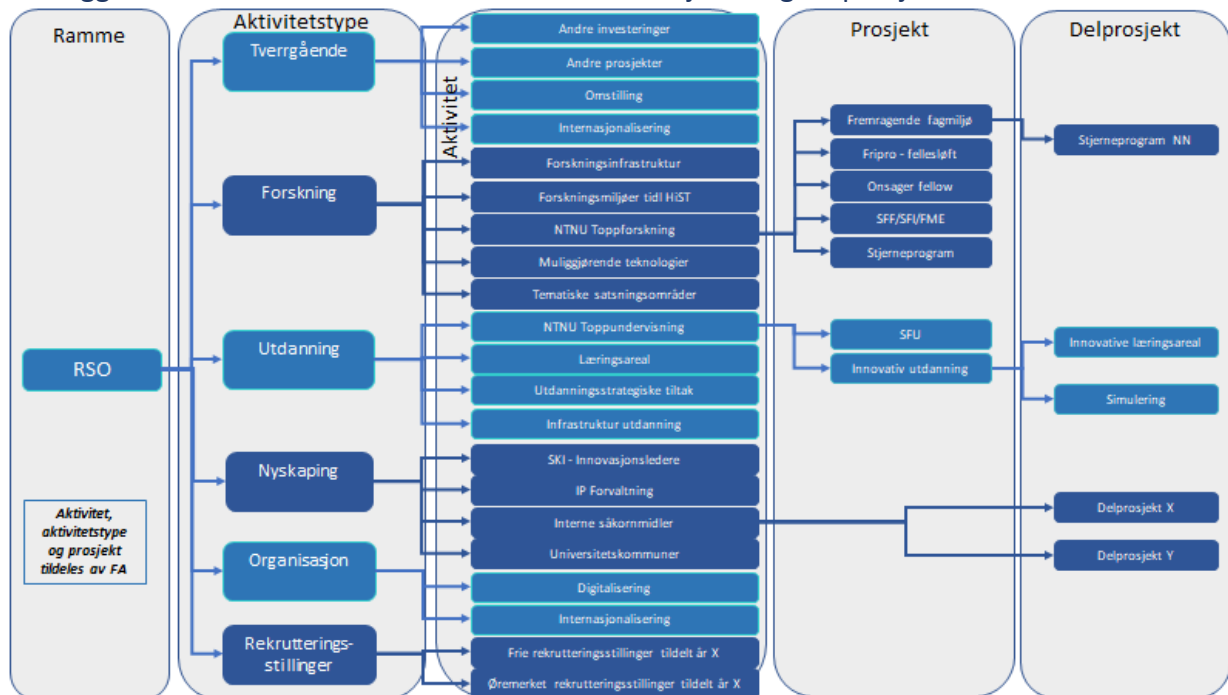 Ramme
RSO
Aktivitet,
aktivitetstype
og prosjekt
tildeles av FA
Aktivitetstype
Tverrgående
Forskning
Utdanning
Nyskaping
Organisasjon
Rekrutterings-
stillinger
Aktivitet
Andre investeringer
Andre prosjekter
Omstilling
Internasjonalisering
Forskningsinfrastruktur
Forskningsmiljøer tidl HiST
NTNU Toppforskning
Muliggjørende teknologier
Tematiske satsningsområder
NTNU Toppundervisning
Læringsareal
Utdanningsstrategiske tiltak
Infrastruktur utdanning
SKI - Innovasjonsledere
IP Forvaltning
Interne såkornmidler
Universitetskommuner
Digitalisering
Internasjonalisering
Frie rekrutteringsstillinger tildelt år X
Øremerket rekrutteringsstillinger tildelt år X
Prosjekt
Fremragende fagmiljø
Fripro - fellesløft
Onsager fellow
SFF/SFI/FME
Stjerneprogram
SFU
Innovativ utdanning
Delprosjekt
Stjerneprogram NN
Innovative læringsareal
Simulering
Delprosjekt X
Delprosjekt Y